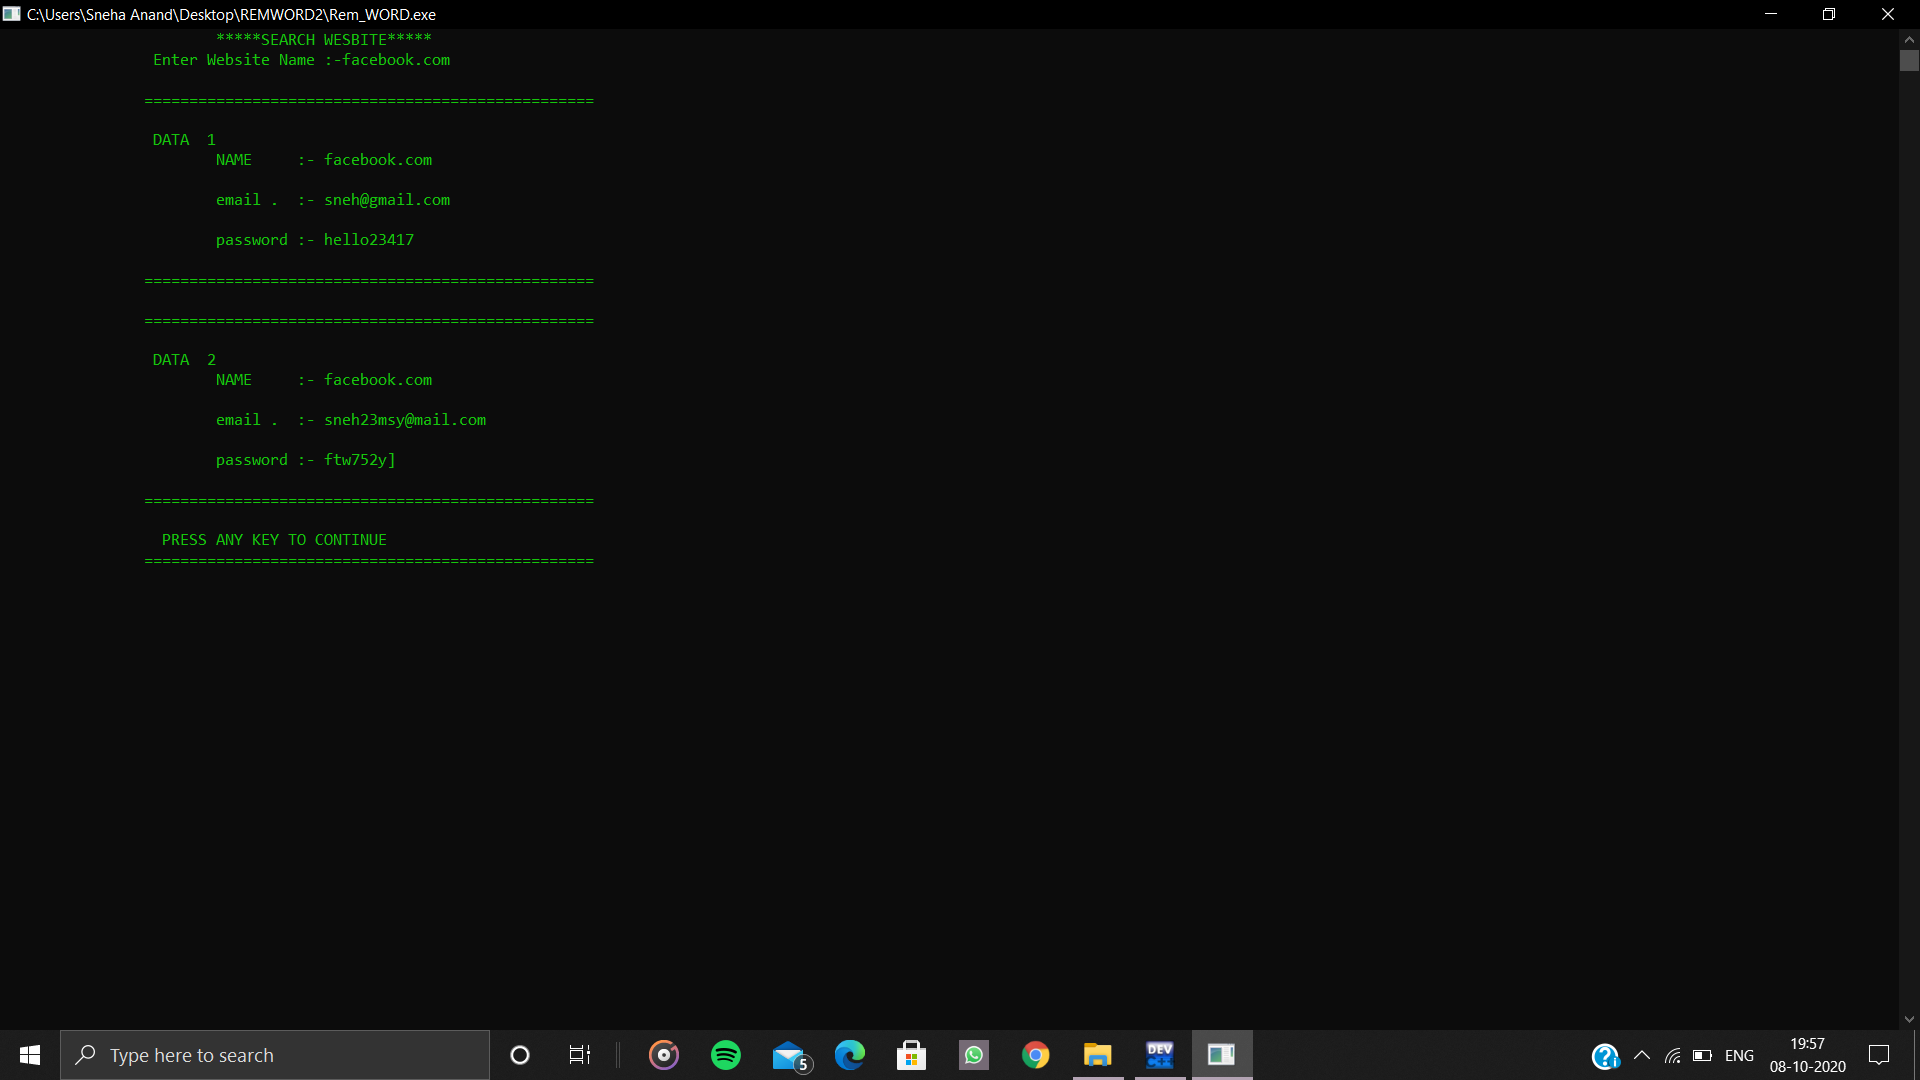 C:\Users\Sneha Anand\Desktop\REMWORD2\Rem_WORD.exe
*****SEARCH WESBITE*****
Enter Website Name :-facebook.com
==================================================
DATA  1
NAME     :- facebook.com
email .  :- sneh@gmail.com
password :- hello23417
==================================================
==================================================
DATA  2
NAME     :- facebook.com
email .  :- sneh23msy@mail.com
password :- ftw752y]
==================================================
PRESS ANY KEY TO CONTINUE
==================================================
Type here to search
5
DEV
C++
ENG
19:57
08-10-2020